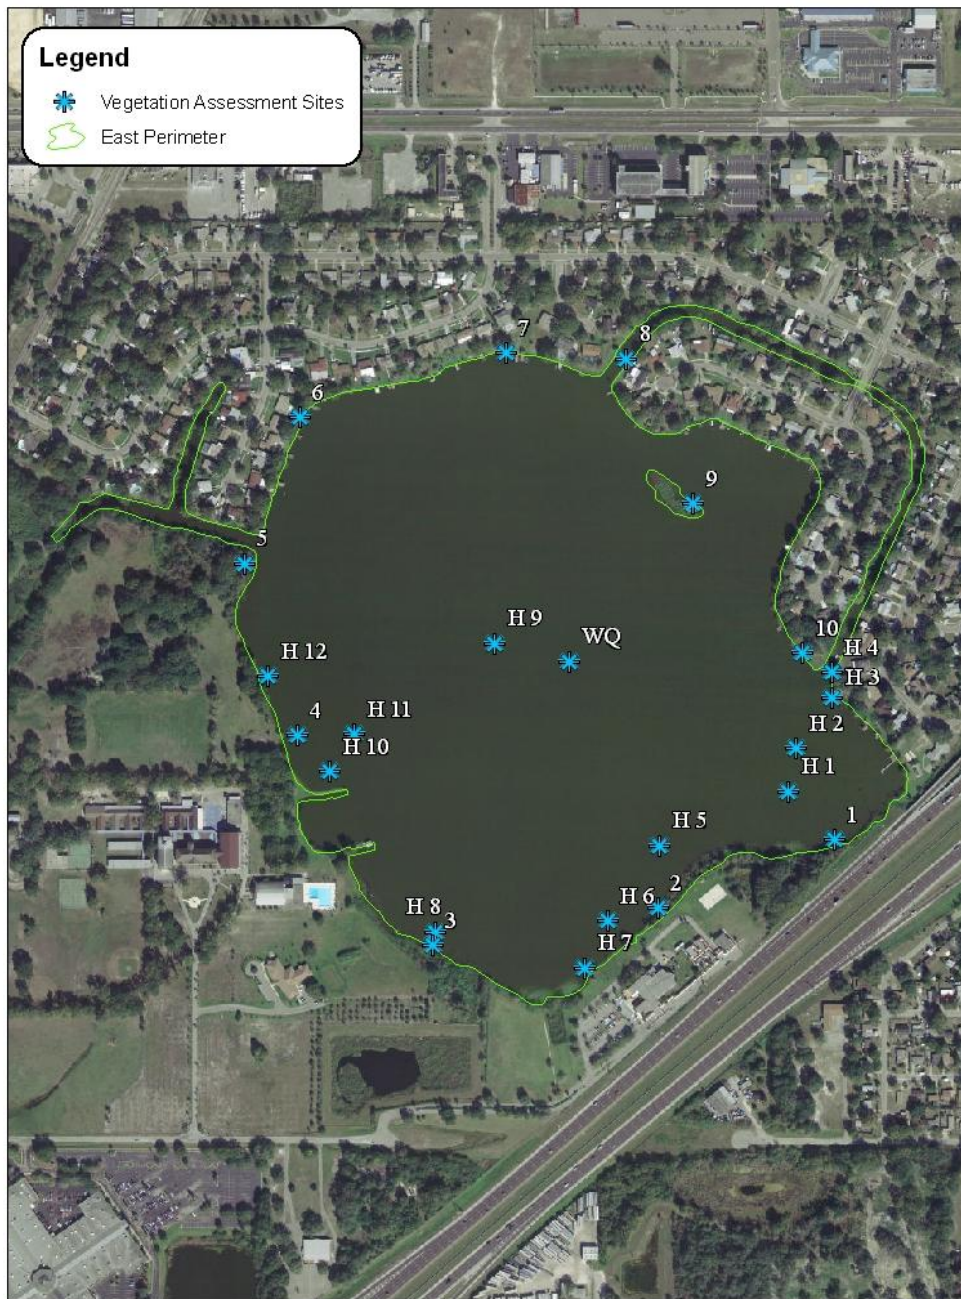 Legend
Vegetation Assessment Sites
East Perimeter
7
8
6
9
5
H 9
WQ
10
H 4
H 12
H 3
4
H 11
H 2
H 10
H 1
1
H 5
2
H 6
H 8
3
H 7